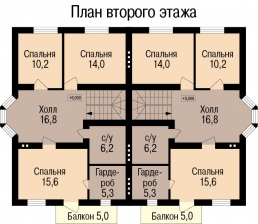 План второго этажа
Спальня
10,2
Спальня
14,0
Спальня
14,0
Спальня
10,2
Холл
16,8
Холл
16,8
с/у
6,2
с/у
6,2
Спальня
15,6
Гарде-
роб
5,3
Гарде-
роб
5,3
Спальня
15,6
Балкон 5,0
Балкон 5,0